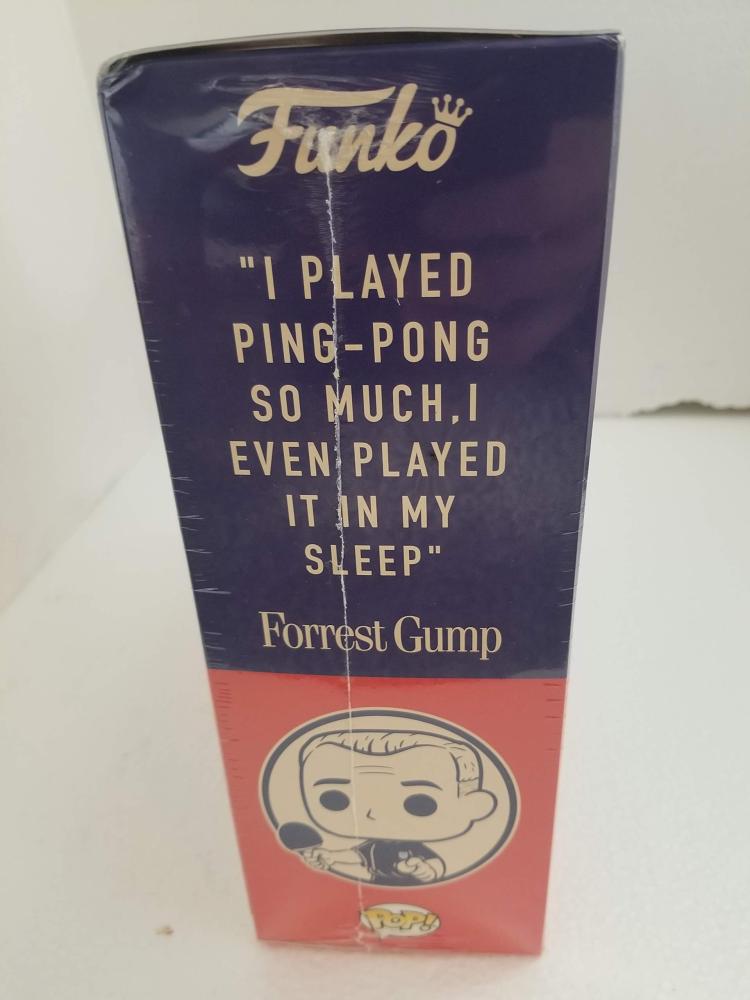 Funko
"I PLAYED
PING-PONG
SO MUCH,I
EVEN PLAYED
IT IN MY
SLEEP"
Forrest Gump
POP!